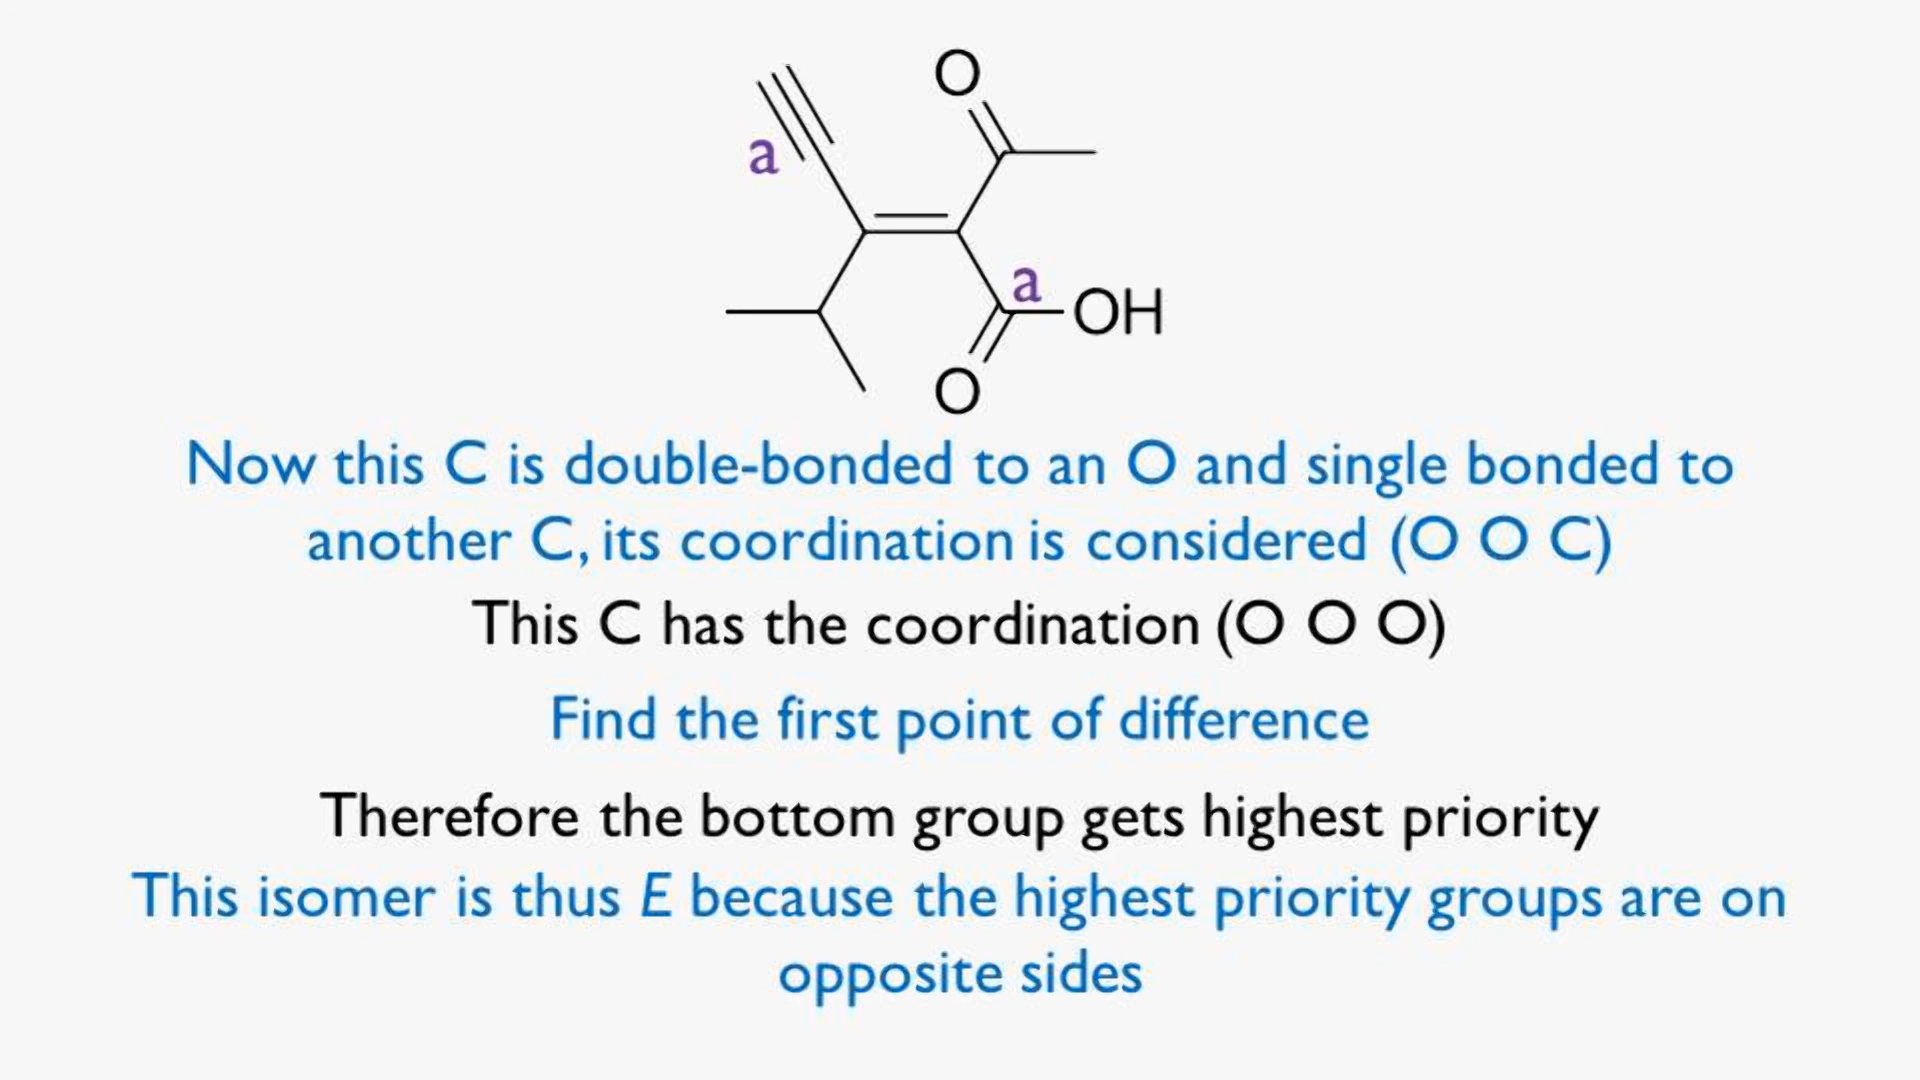 O
a
a
OH
O
Now this C is double-bonded to an O and single bonded to
another C, its coordination is considered (O O C)
This C has the coordination (O O O)
Find the first point of difference
Therefore the bottom group gets highest priority
This isomer is thus E because the highest priority groups are on
opposite sides